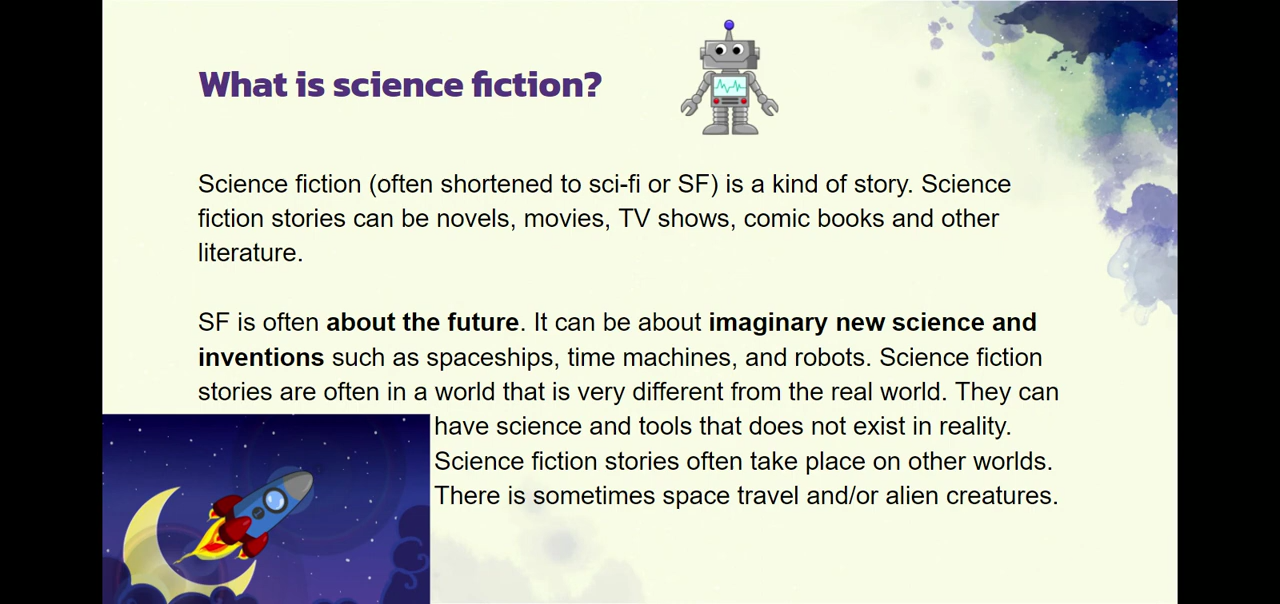 What is science fiction?
Science fiction (often shortened to sci-fi or SF) is a kind of story. Science
fiction stories can be novels, movies, TV shows, comic books and other
literature.
SF is often about the future. It can be about imaginary new science and
inventions such as spaceships, time machines, and robots. Science fiction
stories are often in a world that is very different from the real world. They can
have science and tools that does not exist in reality.
Science fiction stories often take place on other worlds.
There is sometimes space travel and/or alien creatures.